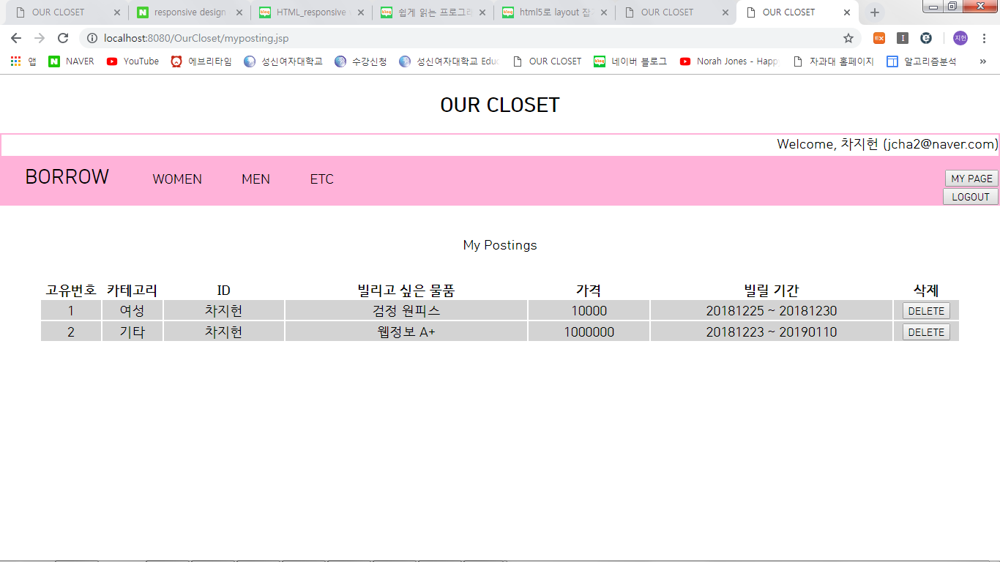 OUR CLOSET responsive design HTML_responsive 쉽게 읽는 프로그래 html5로 layout 잡 OUR CLOSET OUR CLOSET
localhost:8080/OurCloset/myposting.jsp 지헌
앱 NAVER YouTube 에브리타임 성신여자대학교 수강신청 성신여자대학교 Educ OUR CLOSET 네이버 블로그 Norah Jones - Happ 자과대 홈페이지 알고리즘분석 »
OUR CLOSET
Welcome, 차지헌 (jcha2@naver.com)
BORROW WOMEN MEN ETC MY PAGE
LOGOUT
My Postings
고유번호 카테고리 ID 빌리고 싶은 물품 가격 빌릴 기간 삭제
1 여성 차지헌 검정 원피스 10000 20181225 ~ 20181230 DELETE
2 기타 차지헌 웹정보 A+ 1000000 20181223 ~ 20190110 DELETE